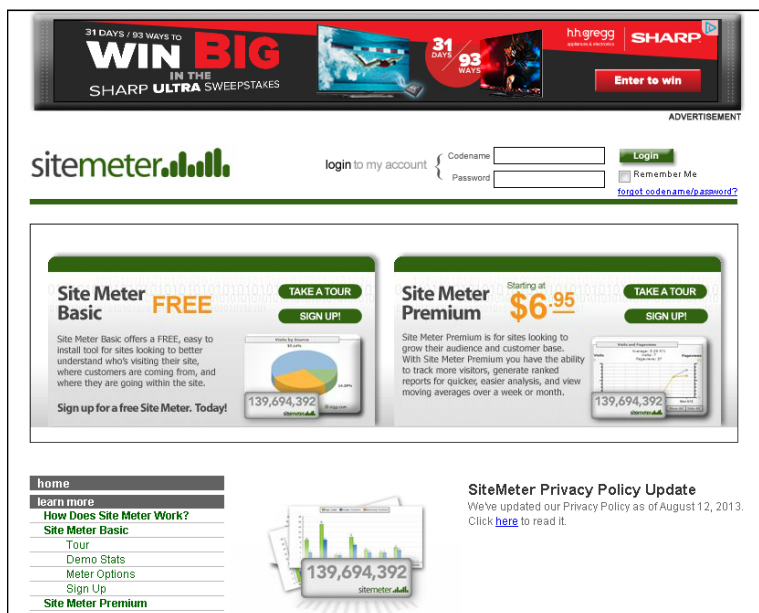 31 DAYS / 93 WAYS TO
WIN BIG
IN THE
SHARP ULTRA SWEEPSTAKES
31
DAYS
93
WAYS
hhgregg
appliances & electronics
SHARP
Enter to win
ADVERTISEMENT
sitemeter
login to my account {
Codename
Password
Login
Remember Me
forgot codename/password?
Site Meter
Basic
FREE
TAKE A TOUR
SIGN UP!
Site Meter Basic offers a FREE, easy to
install tool for sites looking to better
understand who's visiting their site,
where customers are coming from, and
where they are going within the site.
Sign up for a free Site Meter. Today!
Visits by Source
139,694,392
sitemeter
Site Meter
Premium
Starting at
$6.95
TAKE A TOUR
SIGN UP!
Site Meter Premium is for sites looking to
grow their audience and customer base.
With Site Meter Premium you have the ability
to track more visitors, generate ranked
reports for quicker, easier analysis, and view
moving averages over a week or month.
Visits and Pageviews
Visits
Pageviews
139,694,392
sitemeter
home
learn more
How Does Site Meter Work?
Site Meter Basic
Tour
Demo Stats
Meter Options
Sign Up
Site Meter Premium
139,694,392
sitemeter
SiteMeter Privacy Policy Update
We've updated our Privacy Policy as of August 12, 2013.
Click here to read it.